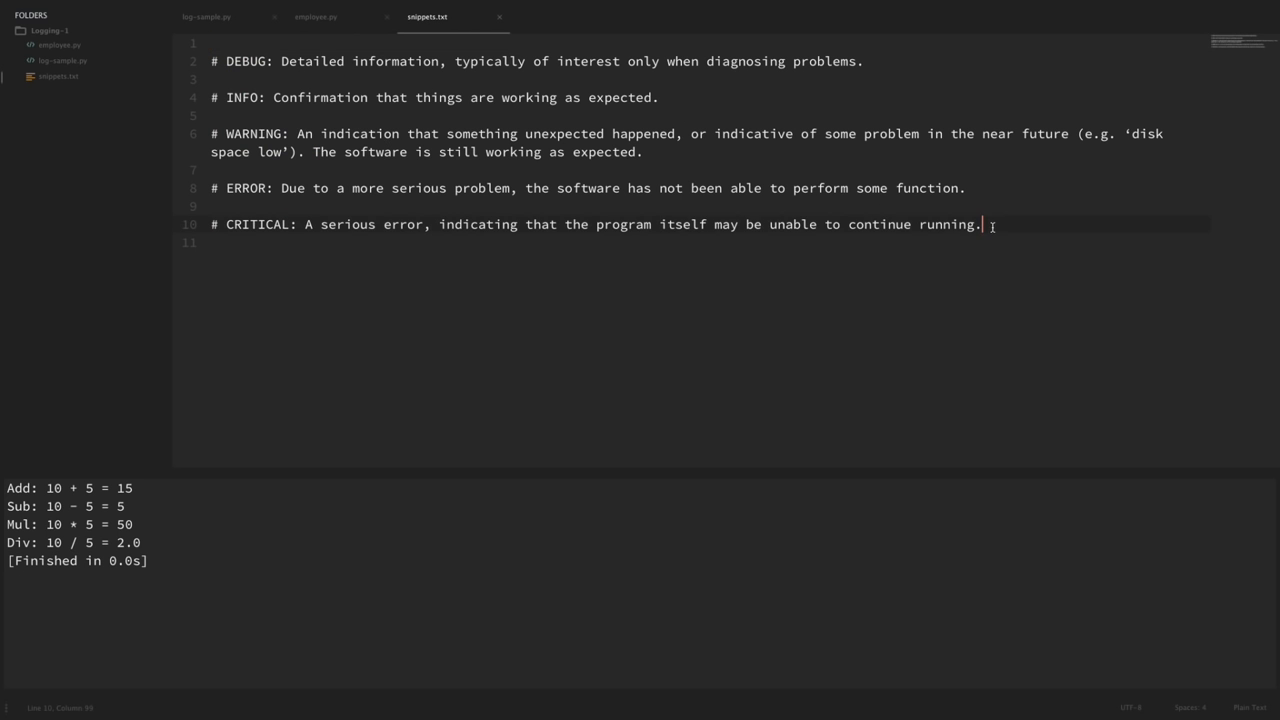 FOLDERS
Logging-1
employee.py
log-sample.py
snippets.txt
log-sample.py × employee.py × snippets.txt ×
1
2 # DEBUG: Detailed information, typically of interest only when diagnosing problems.
3
4 # INFO: Confirmation that things are working as expected.
5
6 # WARNING: An indication that something unexpected happened, or indicative of some problem in the near future (e.g. ‘disk
space low’). The software is still working as expected.
7
8 # ERROR: Due to a more serious problem, the software has not been able to perform some function.
9
10 # CRITICAL: A serious error, indicating that the program itself may be unable to continue running.
11
Add: 10 + 5 = 15
Sub: 10 - 5 = 5
Mul: 10 * 5 = 50
Div: 10 / 5 = 2.0
[Finished in 0.0s]
Line 10, Column 99 UTF-8 Spaces: 4 Plain Text